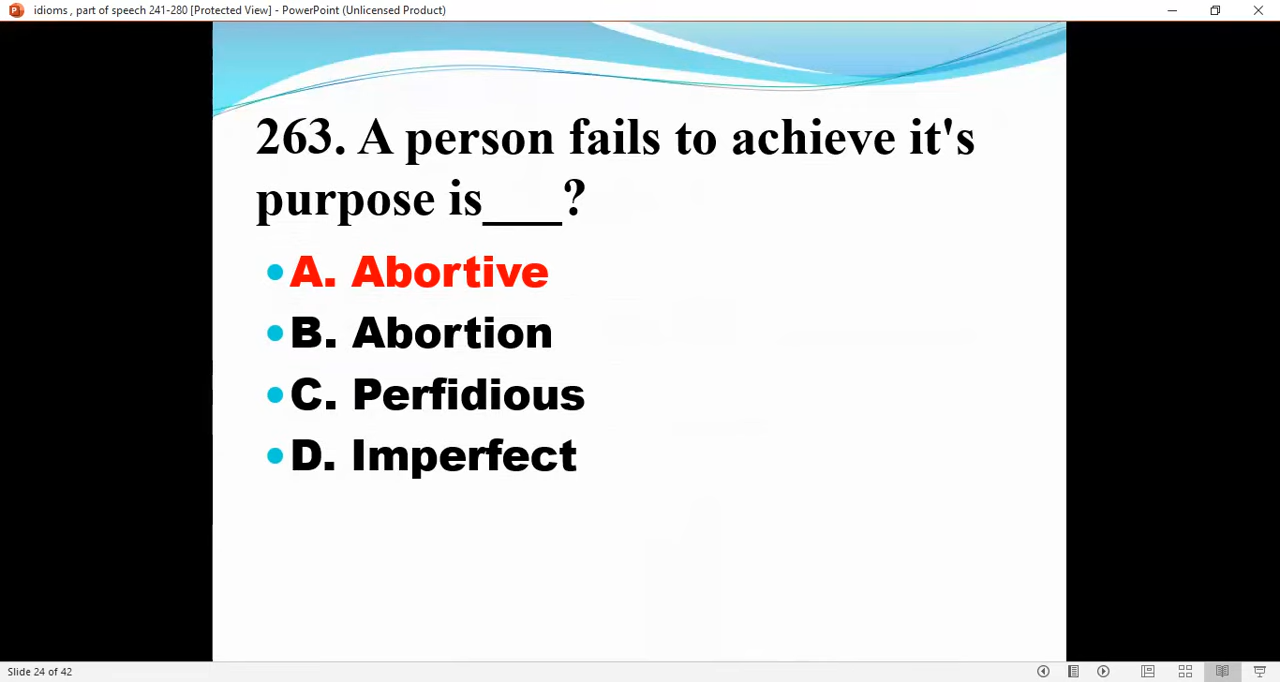 idioms , part of speech 241-280 [Protected View] - PowerPoint (Unlicensed Product)
263. A person fails to achieve it's
purpose is___?
A. Abortive
B. Abortion
C. Perfidious
D. Imperfect
Slide 24 of 42